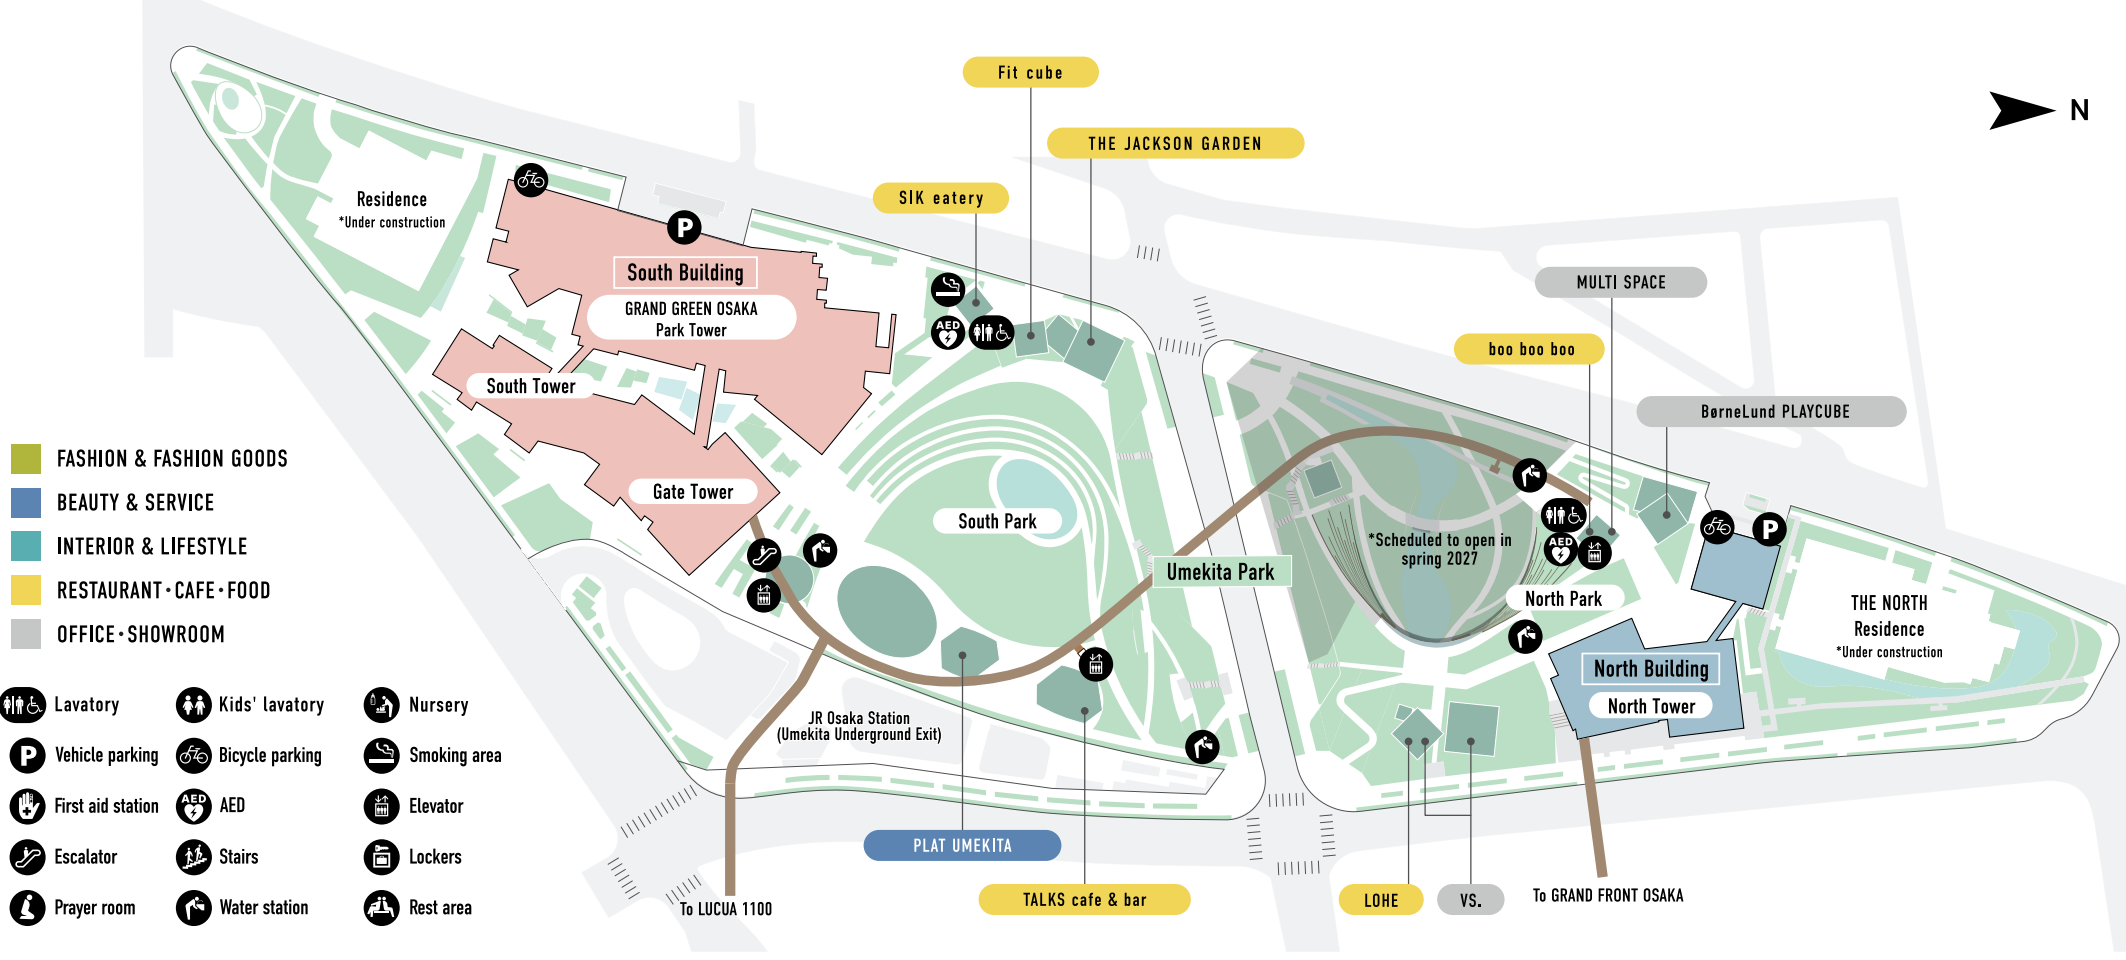 Fit cube
N
THE JACKSON GARDEN
Residence
*Under construction
SIK eatery
P
South Building
GRAND GREEN OSAKA
Park Tower
MULTI SPACE
AED
boo boo boo
South Tower
BørneLund PLAYCUBE
FASHION & FASHION GOODS
BEAUTY & SERVICE
INTERIOR & LIFESTYLE
RESTAURANT・CAFE・FOOD
OFFICE・SHOWROOM
Gate Tower
South Park
*Scheduled to open in
spring 2027
AED
P
Umekita Park
North Park
THE NORTH
Residence
*Under construction
North Building
North Tower
JR Osaka Station
(Umekita Underground Exit)
Lavatory
Kids' lavatory
Nursery
P
Vehicle parking
Bicycle parking
Smoking area
First aid station
AED
AED
Elevator
Escalator
Stairs
Lockers
Prayer room
Water station
Rest area
PLAT UMEKITA
TALKS cafe & bar
LOHE
VS.
To GRAND FRONT OSAKA
To LUCUA 1100